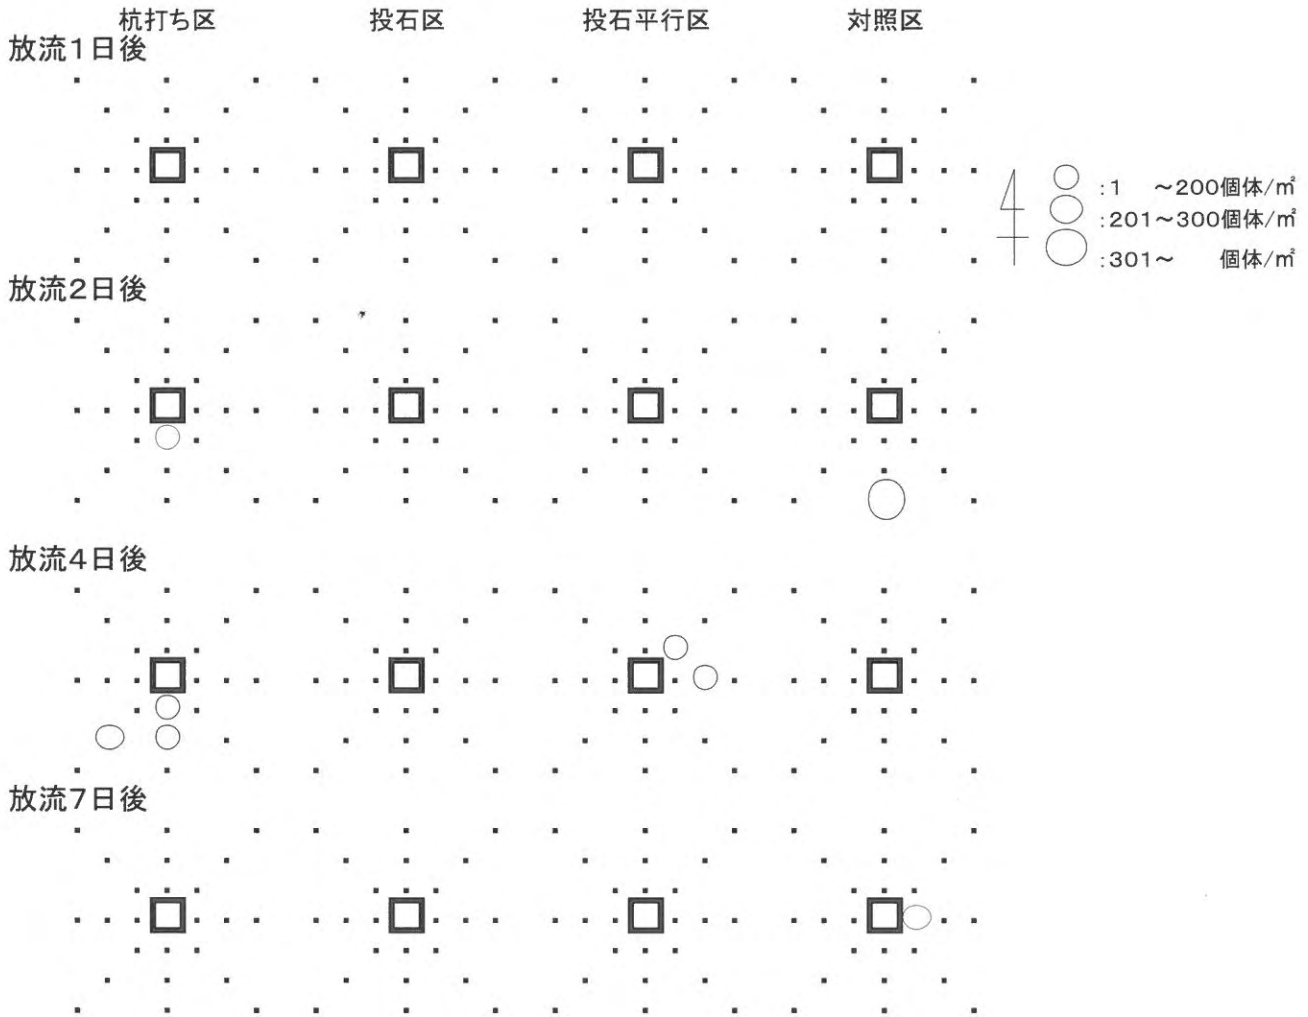 杭打ち区 投石区 投石平行区 対照区
放流1日後
:1 ～200個体/㎡
:201～300個体/㎡
:301～ 個体/㎡
放流2日後
放流4日後
放流7日後